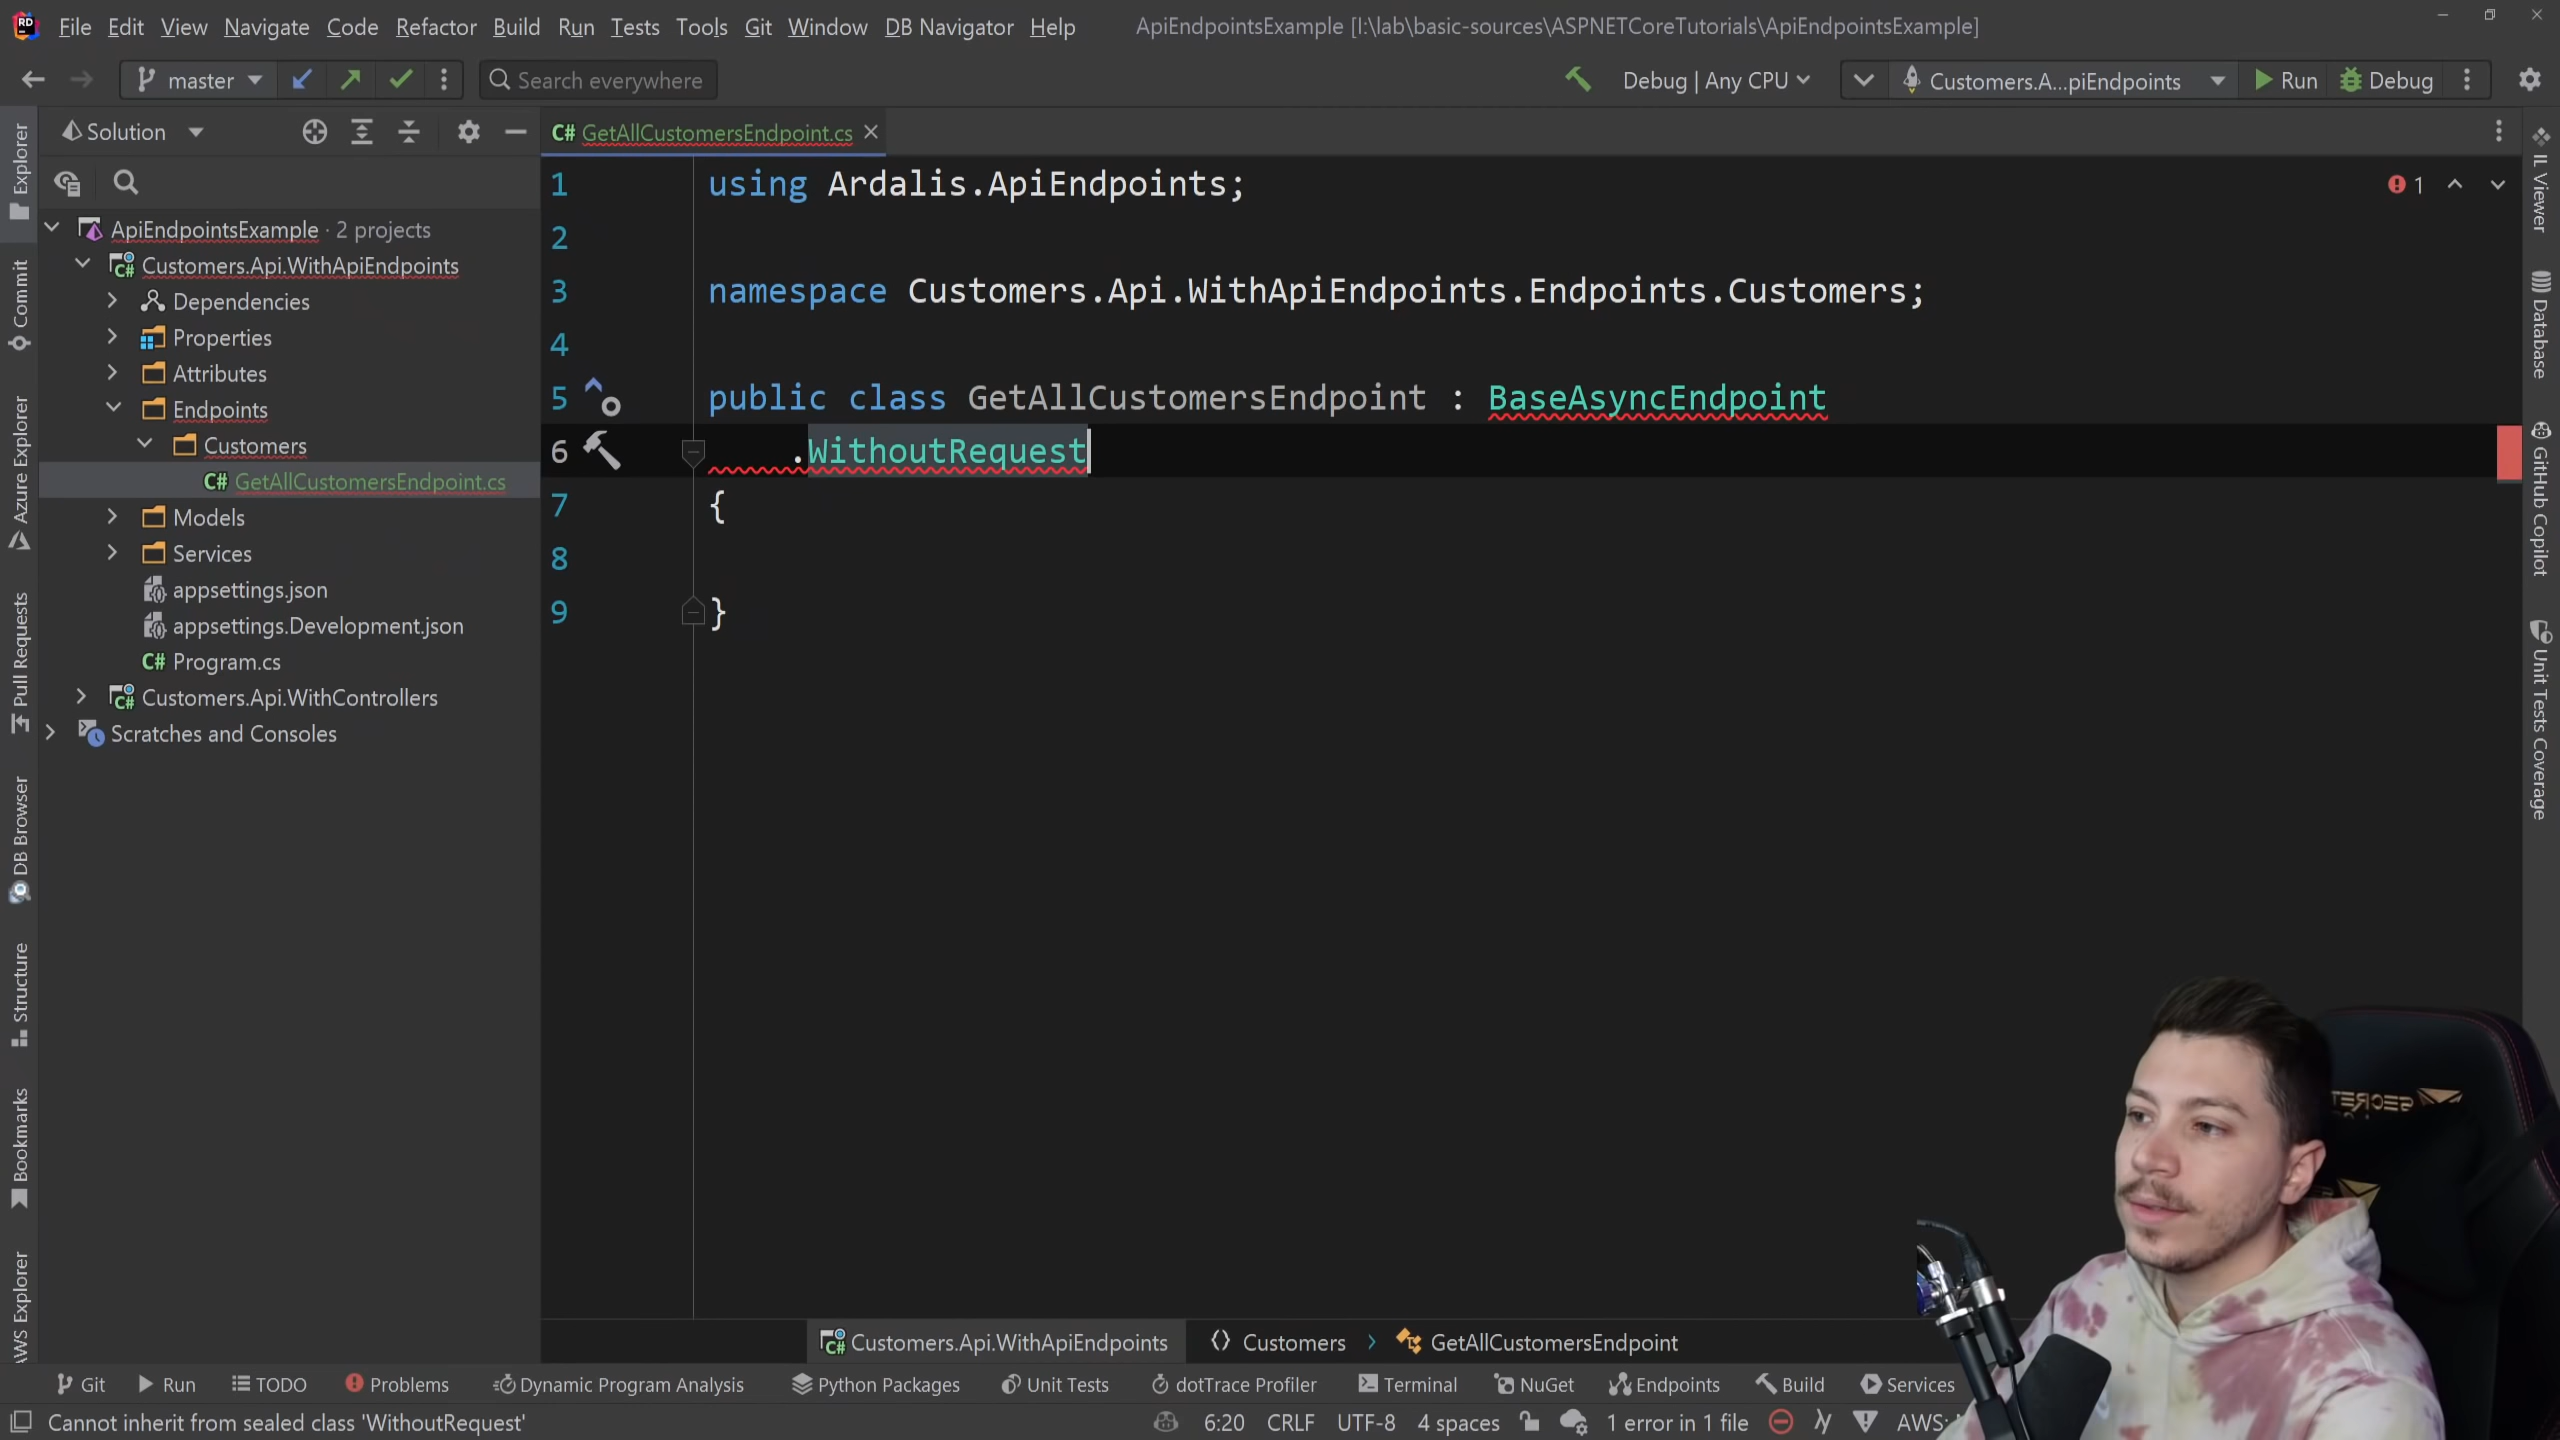 File Edit View Navigate Code Refactor Build Run Tests Tools Git Window DB Navigator Help ApiEndpointsExample [I:\lab\basic-sources\ASPNETCoreTutorials\ApiEndpointsExample]
master Search everywhere Debug | Any CPU Customers.A...piEndpoints Run Debug
Solution
GetAllCustomersEndpoint.cs
ApiEndpointsExample · 2 projects
Customers.Api.WithApiEndpoints
Dependencies
Properties
Attributes
Endpoints
Customers
C# GetAllCustomersEndpoint.cs
Models
Services
appsettings.json
appsettings.Development.json
C# Program.cs
Customers.Api.WithControllers
Scratches and Consoles
1 using Ardalis.ApiEndpoints;
2
3 namespace Customers.Api.WithApiEndpoints.Endpoints.Customers;
4
5 public class GetAllCustomersEndpoint : BaseAsyncEndpoint
6 .WithoutRequest
7 {
8
9 }
1
Explorer
Commit
Azure Explorer
Pull Requests
DB Browser
Structure
Bookmarks
AWS Explorer
IL Viewer
Database
GitHub Copilot
Unit Tests Coverage
SECRET
Customers.Api.WithApiEndpoints Customers GetAllCustomersEndpoint
Git Run TODO Problems Dynamic Program Analysis Python Packages Unit Tests dotTrace Profiler Terminal NuGet Endpoints Build Services
Cannot inherit from sealed class 'WithoutRequest' 6:20 CRLF UTF-8 4 spaces 1 error in 1 file AWS: